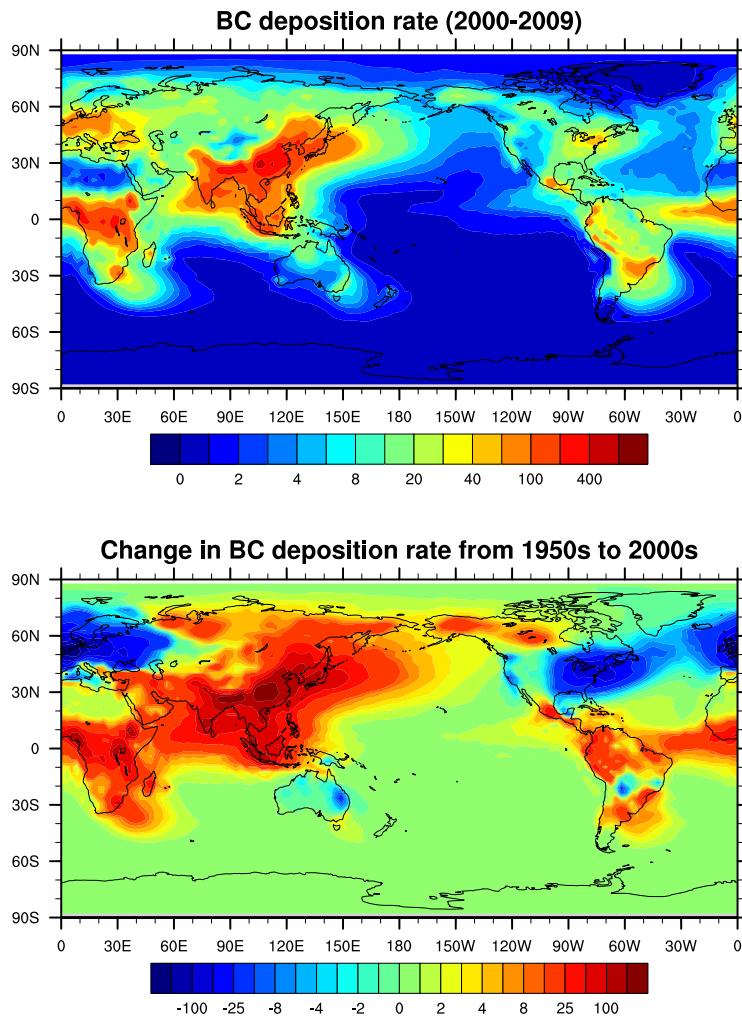 BC deposition rate (2000-2009)
90N
60N
30N
0
30S
60S
90S
0 30E 60E 90E 120E 150E 180 150W 120W 90W 60W 30W 0
0 2 4 8 20 40 100 400
Change in BC deposition rate from 1950s to 2000s
90N
60N
30N
0
30S
60S
90S
0 30E 60E 90E 120E 150E 180 150W 120W 90W 60W 30W 0
-100 -25 -8 -4 -2 0 2 4 8 25 100